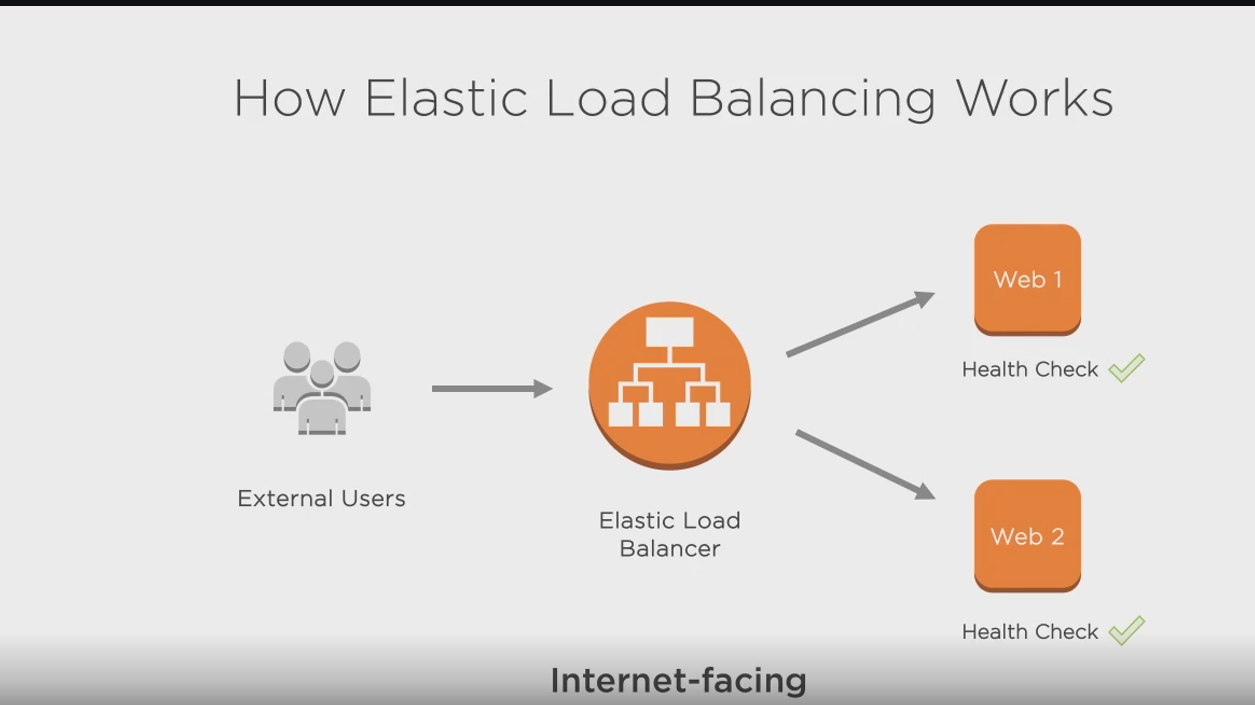 How Elastic Load Balancing Works
Web 1
Health Check
External Users
Elastic Load
Balancer
Web 2
Health Check
Internet-facing